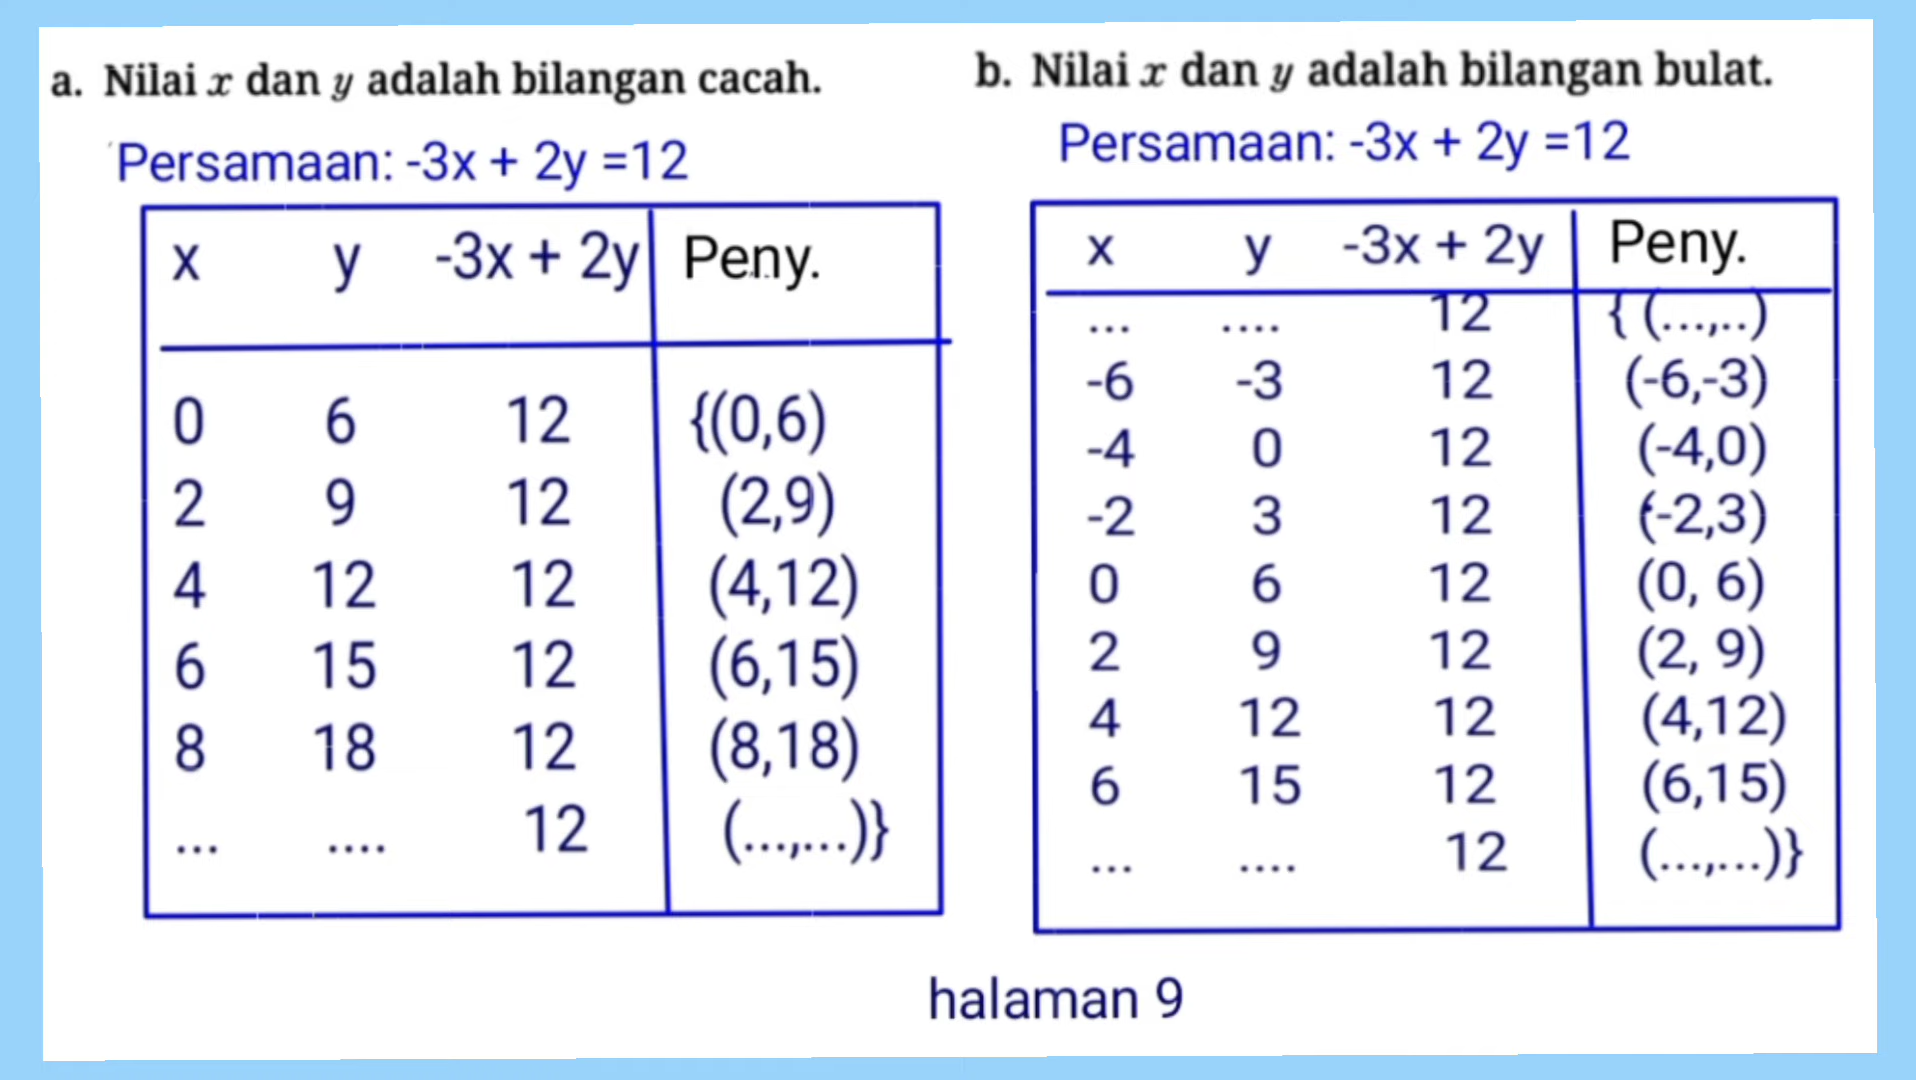 a. Nilai x dan y adalah bilangan cacah.
Persamaan: -3x + 2y =12
x y -3x + 2y Peny.
0 6 12 {(0,6)
2 9 12 (2,9)
4 12 12 (4,12)
6 15 12 (6,15)
8 18 12 (8,18)
... .... 12 (...,...)}
b. Nilai x dan y adalah bilangan bulat.
Persamaan: -3x + 2y =12
x y -3x + 2y Peny.
... .... 12 { (...,..)
-6 -3 12 (-6,-3)
-4 0 12 (-4,0)
-2 3 12 (-2,3)
0 6 12 (0, 6)
2 9 12 (2, 9)
4 12 12 (4,12)
6 15 12 (6,15)
... .... 12 (...,...)}
halaman 9